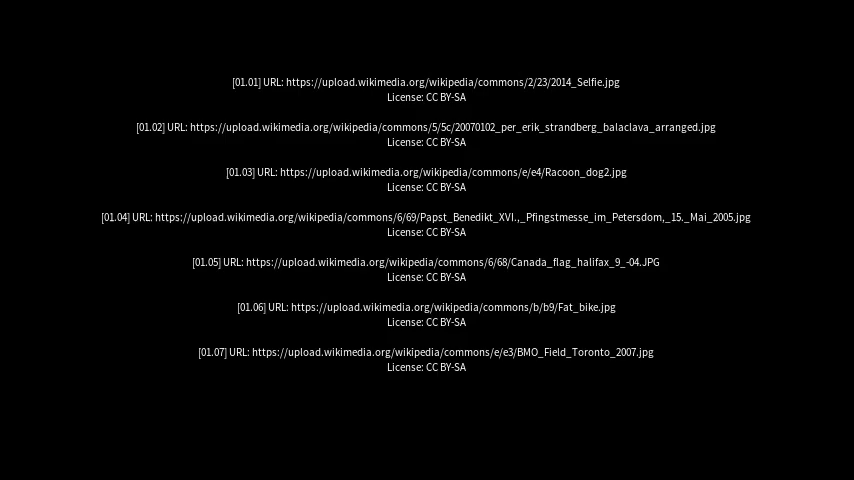 [01.01] URL: https://upload.wikimedia.org/wikipedia/commons/2/23/2014_Selfie.jpg
License: CC BY-SA
[01.02] URL: https://upload.wikimedia.org/wikipedia/commons/5/5c/20070102_per_erik_strandberg_balaclava_arranged.jpg
License: CC BY-SA
[01.03] URL: https://upload.wikimedia.org/wikipedia/commons/e/e4/Racoon_dog2.jpg
License: CC BY-SA
[01.04] URL: https://upload.wikimedia.org/wikipedia/commons/6/69/Papst_Benedikt_XVI.,_Pfingstmesse_im_Petersdom,_15._Mai_2005.jpg
License: CC BY-SA
[01.05] URL: https://upload.wikimedia.org/wikipedia/commons/6/68/Canada_flag_halifax_9_-04.JPG
License: CC BY-SA
[01.06] URL: https://upload.wikimedia.org/wikipedia/commons/b/b9/Fat_bike.jpg
License: CC BY-SA
[01.07] URL: https://upload.wikimedia.org/wikipedia/commons/e/e3/BMO_Field_Toronto_2007.jpg
License: CC BY-SA